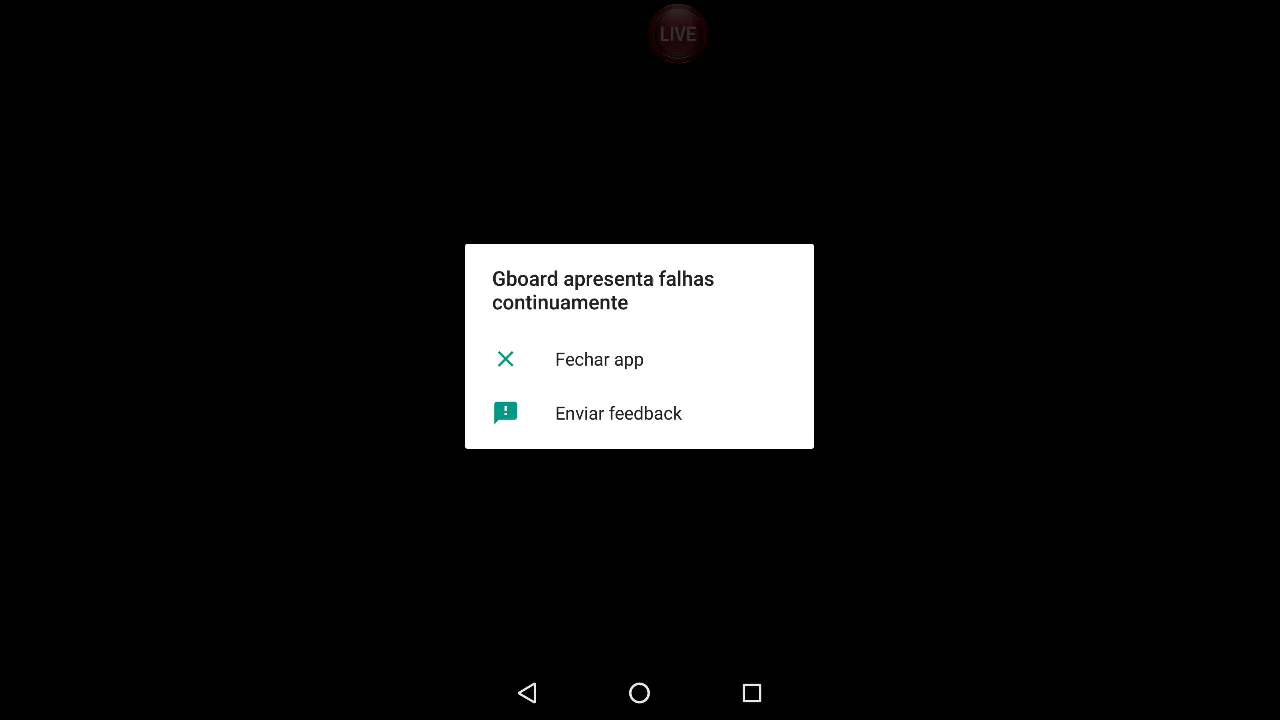 LIVE
Gboard apresenta falhas
continuamente
Fechar app
Enviar feedback